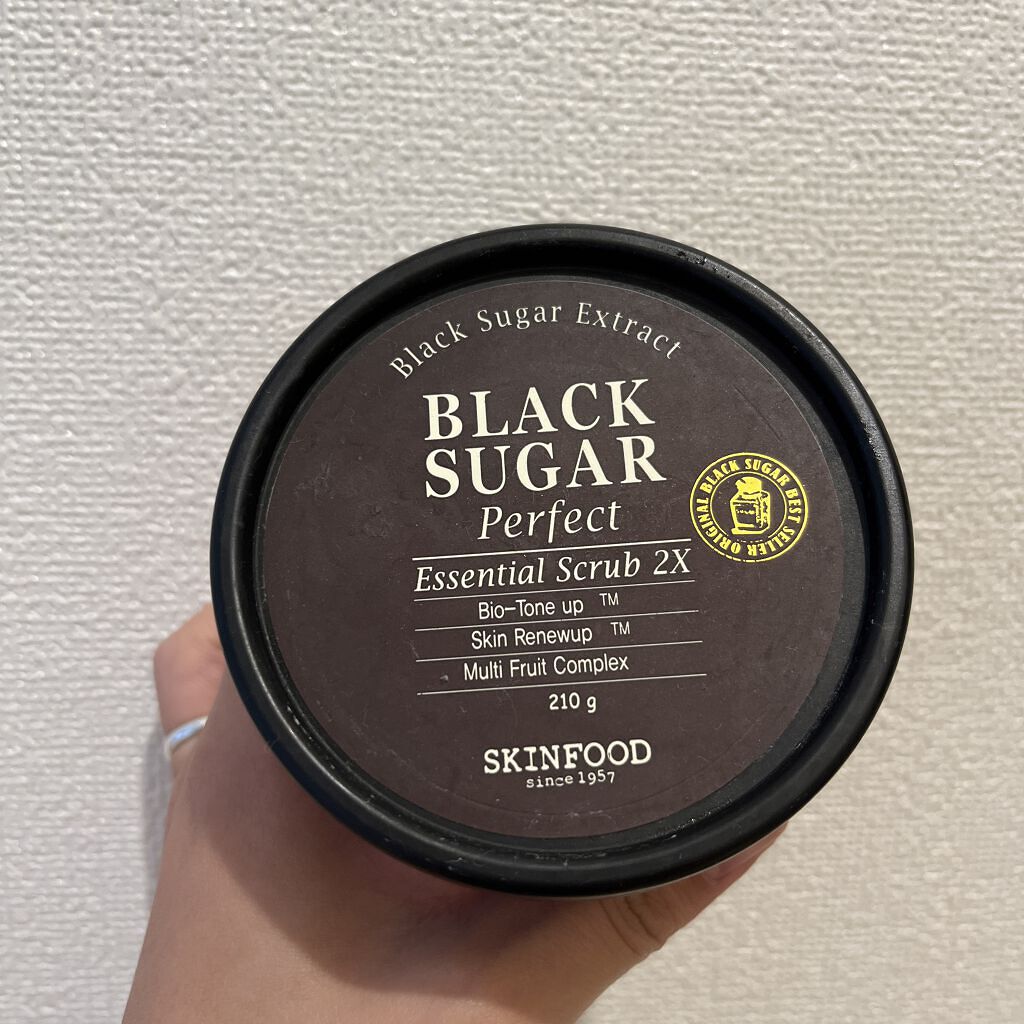 Black Sugar Extract
BLACK
SUGAR
Perfect
Essential Scrub 2X
Bio-Tone up TM
Skin Renewup TM
Multi Fruit Complex
210 g
SKINFOOD
since 1957
ORIGINAL BLACK SUGAR BEST SELLER